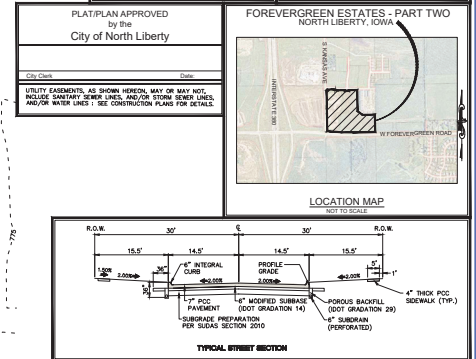 PLAT/PLAN APPROVED
by the
City of North Liberty
City Clerk Date:
UTILITY EASEMENTS, AS SHOWN HEREON, MAY OR MAY NOT,
INCLUDE SANITARY SEWER LINES, AND/OR STORM SEWER LINES,
AND/OR WATER LINES ; SEE CONSTRUCTION PLANS FOR DETAILS.
FOREVERGREEN ESTATES - PART TWO
NORTH LIBERTY, IOWA
S KANSAS AVE
INTERSTATE 380
W FOREVERGREEN ROAD
LOCATION MAP
NOT TO SCALE
775
R.O.W. ℄ R.O.W.
30' 30'
15.5' 14.5' 14.5' 15.5'
5'
1'
1.50%
2.00%
36"
6" INTEGRAL
CURB
PROFILE
GRADE
2.00% 2.00%
2.00%
36"
7" PCC
PAVEMENT
6" MODIFIED SUBBASE
(IDOT GRADATION 14)
POROUS BACKFILL
(IDOT GRADATION 29)
4" THICK PCC
SIDEWALK (TYP.)
SUBGRADE PREPARATION
PER SUDAS SECTION 2010
6" SUBDRAIN
(PERFORATED)
TYPICAL STREET SECTION